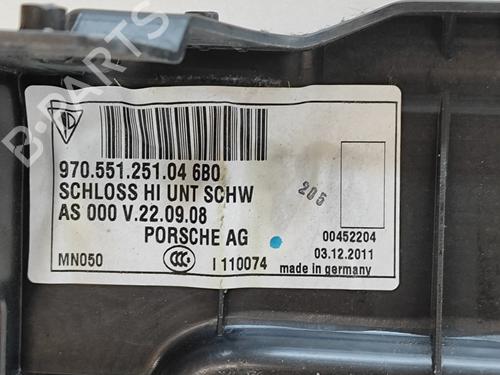 B-PARTS
970.551.251.04 6B0
SCHLOSS HI UNT SCHW
AS 000 V.22.09.08
PORSCHE AG
205
00452204
03.12.2011
MN050
CCC
I 110074
made in germany